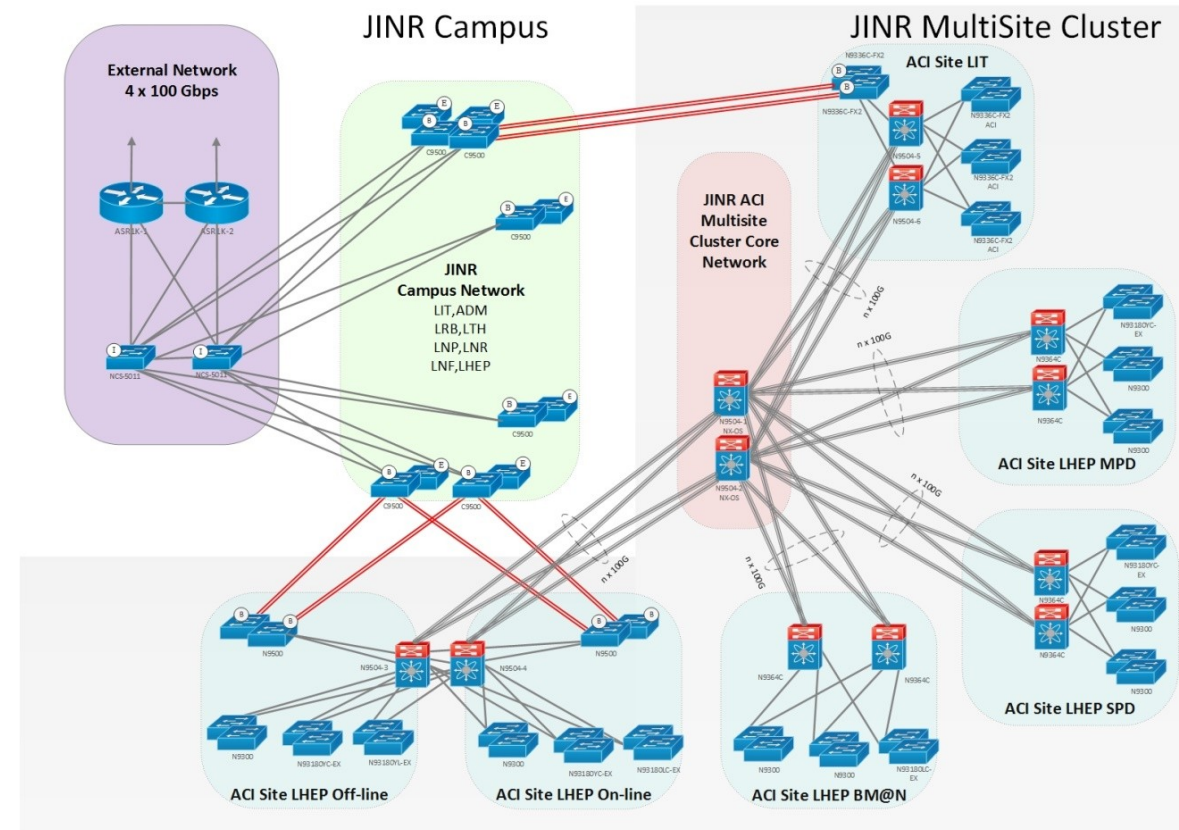 JINR Campus
JINR MultiSite Cluster
External Network
4 x 100 Gbps
ASR1K-1
ASR1K-2
I
I
NCS-5011
NCS-5011
E
E
B
B
C9500
C9500
B
E
C9500
JINR
Campus Network
LIT,ADM
LRB,LTH
LNP,LNR
LNF,LHEP
B
E
C9500
B
E
B
E
C9500
C9500
N9336C-FX2
B
B
N9336C-FX2
ACI Site LIT
N9504-5
N9504-6
N9336C-FX2
ACI
N9336C-FX2
ACI
N9336C-FX2
ACI
JINR ACI
Multisite
Cluster Core
Network
n x 100G
n x 100G
N9504-1
NX-OS
N9504-2
NX-OS
N9364C
N9364C
N93180YC-
EX
N9300
N9300
ACI Site LHEP MPD
n x 100G
n x 100G
n x 100G
N9364C
N9364C
N93180YC-
EX
N9300
N9300
ACI Site LHEP SPD
B
B
N9500
N9504-3
N9504-4
B
B
N9500
N9300
N93180YC-EX
N93180YL-EX
ACI Site LHEP Off-line
N9300
N93180YC-EX
N93180LC-EX
ACI Site LHEP On-line
N9364C
N9364C
N9300
N9300
N93180LC-
EX
ACI Site LHEP BM@N